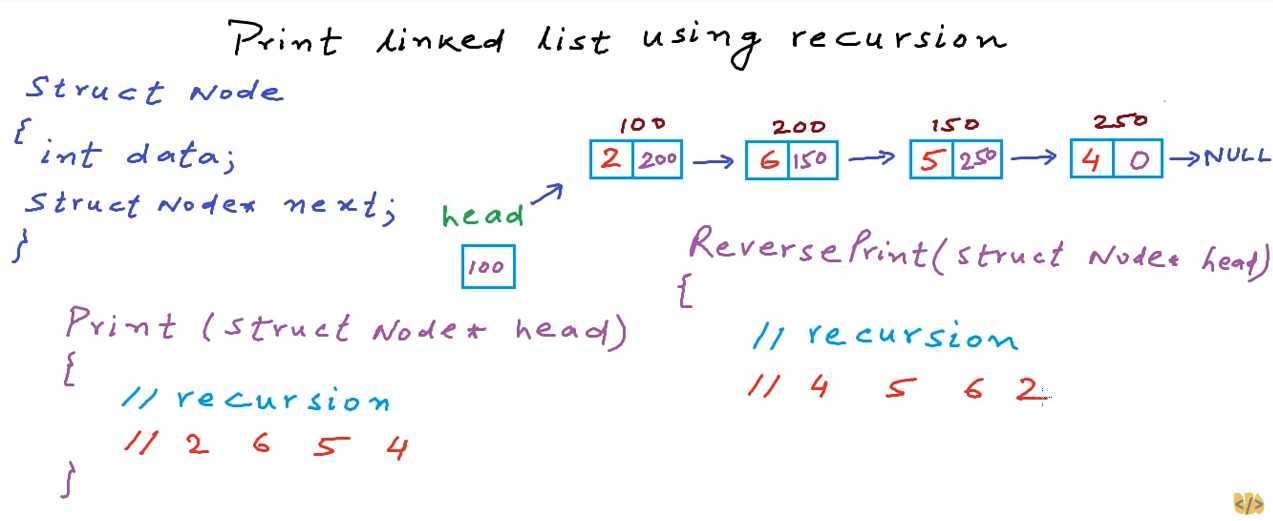 Print linked list using recursion
Struct Node
{
int data;
Struct Node* next;
}
100 200 150 250
2 200 6 150 5 250 4 0 NULL
head
100
ReversePrint(struct Node* head)
{
// recursion
// 4 5 6 2
Print (struct Node* head)
{
// recursion
// 2 6 5 4
}
</>